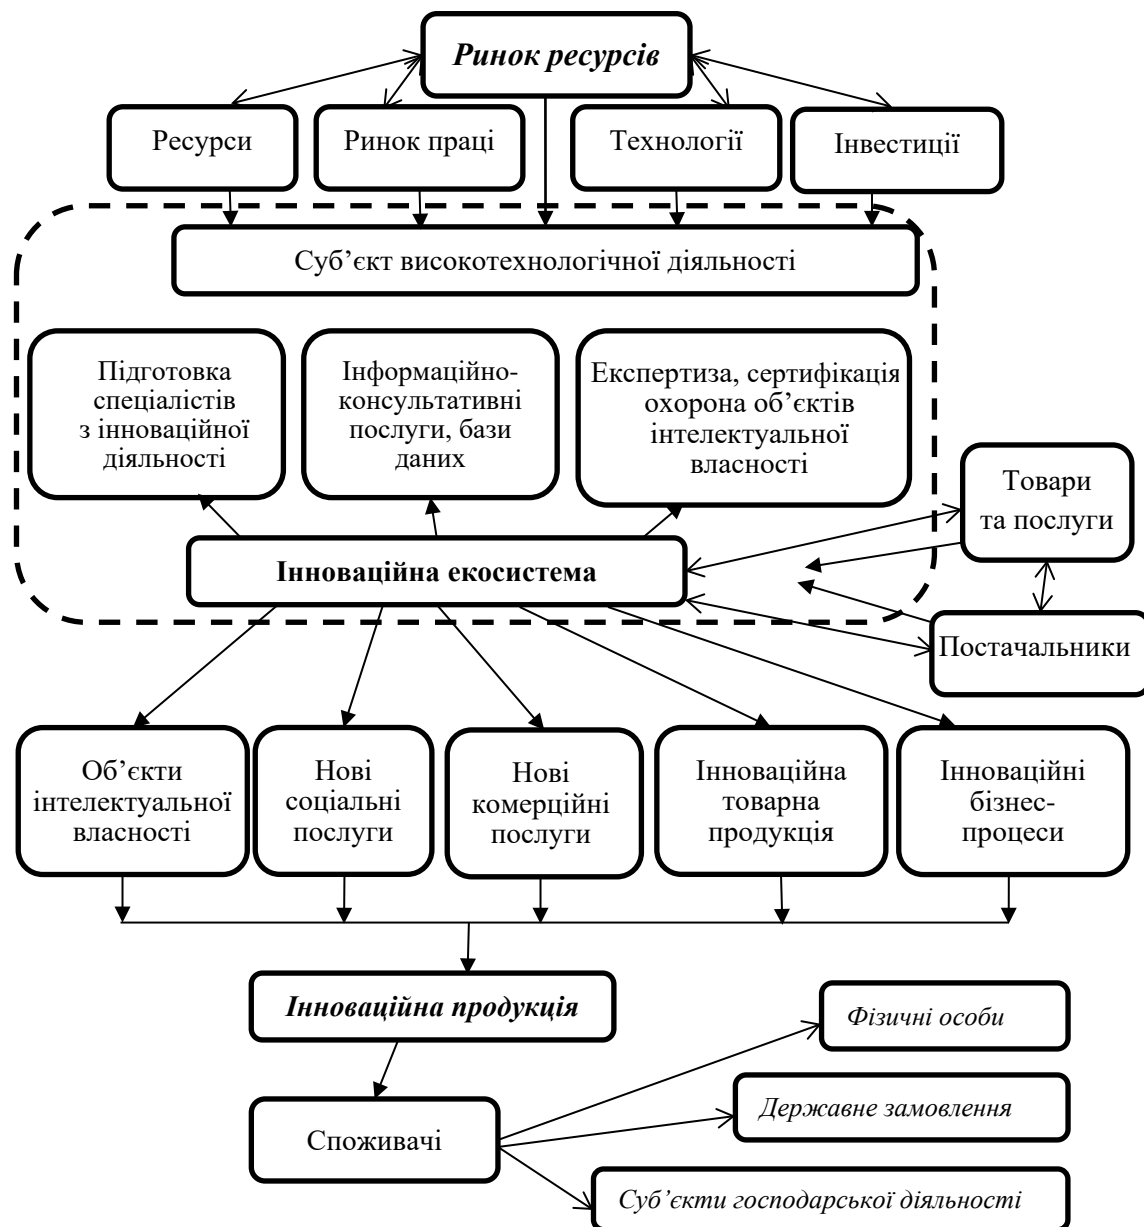 Ринок ресурсів
Ресурси
Ринок праці
Технології
Інвестиції
Суб’єкт високотехнологічної діяльності
Підготовка
спеціалістів
з інноваційної
діяльності
Інформаційно-
консультативні
послуги, бази
даних
Експертиза, сертифікація
охорона об’єктів
інтелектуальної
власності
Товари
та послуги
Інноваційна екосистема
Постачальники
Об’єкти
інтелектуальної
власності
Нові
соціальні
послуги
Нові
комерційні
послуги
Інноваційна
товарна
продукція
Інноваційні
бізнес-
процеси
Інноваційна продукція
Фізичні особи
Державне замовлення
Споживачі
Суб’єкти господарської діяльності